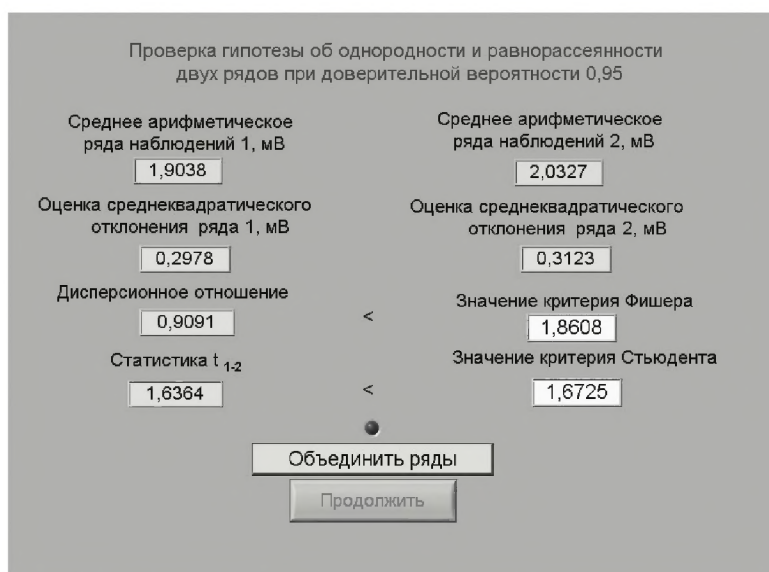 Проверка гипотезы об однородности и равнорассеянности
двух рядов при доверительной вероятности 0,95
Среднее арифметическое
ряда наблюдений 1, мВ
1,9038
Среднее арифметическое
ряда наблюдений 2, мВ
2,0327
Оценка среднеквадратического
отклонения ряда 1, мВ
0,2978
Оценка среднеквадратического
отклонения ряда 2, мВ
0,3123
Дисперсионное отношение
0,9091
<
Значение критерия Фишера
1,8608
Статистика t 1-2
1,6364
<
Значение критерия Стьюдента
1,6725
Объединить ряды
Продолжить